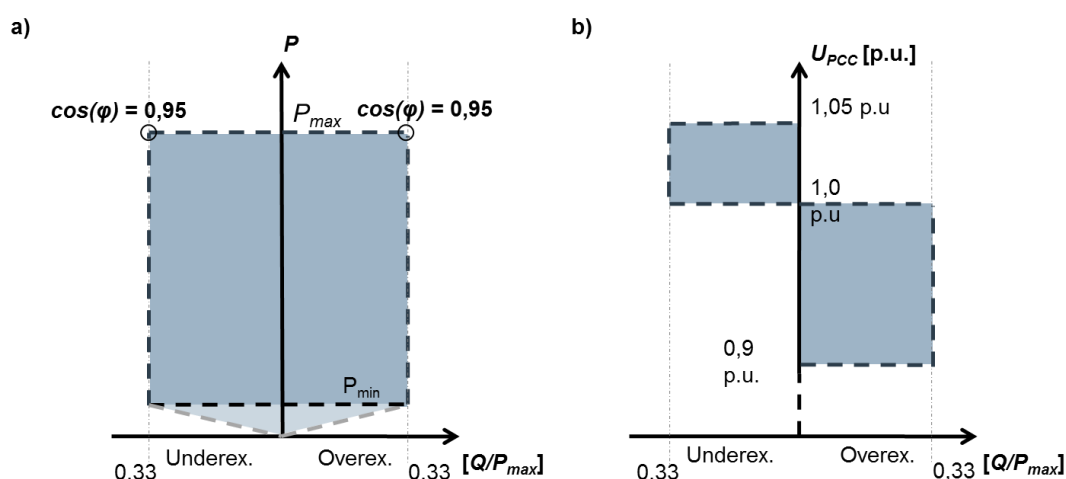 a)
P
cos(φ) = 0,95
P_max
cos(φ) = 0,95
P_min
Underex.
Overex.
0,33
0,33
[Q/P_max]
b)
U_PCC [p.u.]
1,05 p.u
1,0
p.u
0,9
p.u.
Underex.
Overex.
0,33
0,33
[Q/P_max]